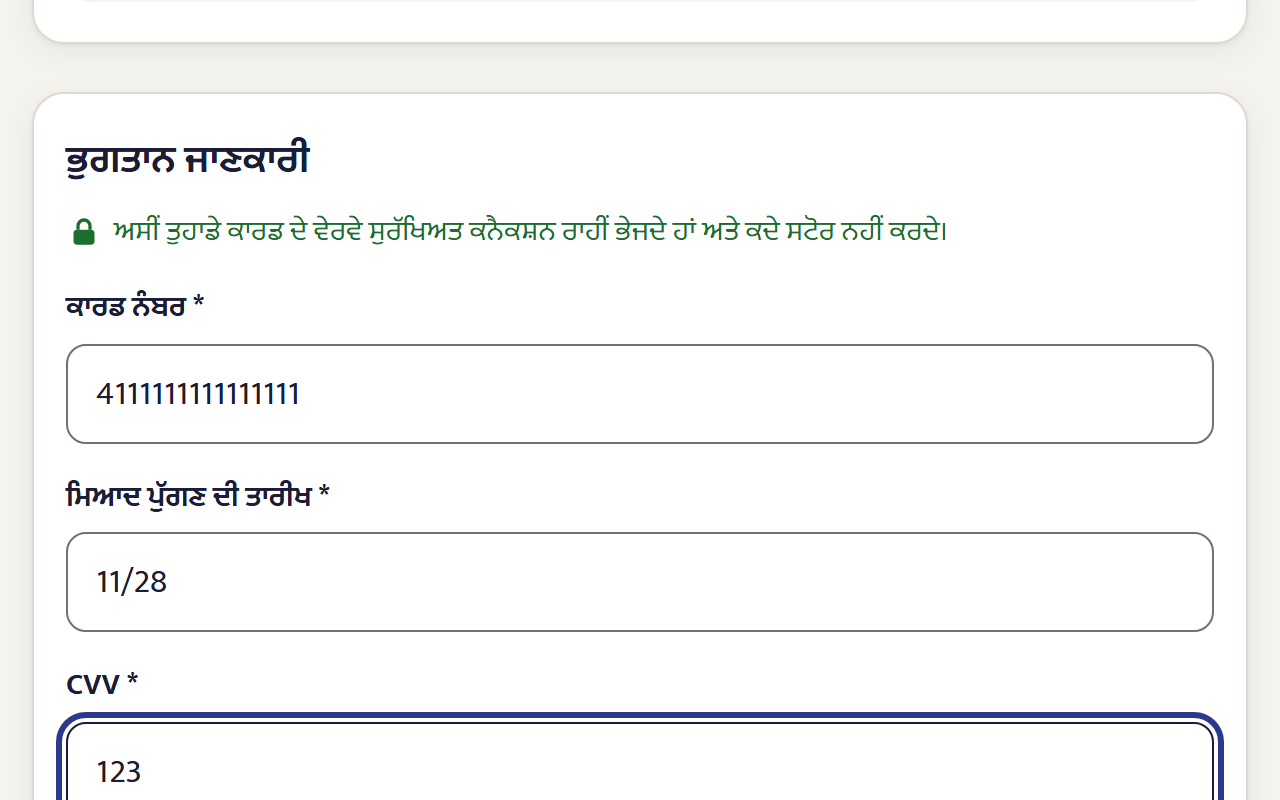 ਭੁਗਤਾਨ ਜਾਣਕਾਰੀ
ਅਸੀਂ ਤੁਹਾਡੇ ਕਾਰਡ ਦੇ ਵੇਰਵੇ ਸੁਰੱਖਿਅਤ ਕਨੈਕਸ਼ਨ ਰਾਹੀਂ ਭੇਜਦੇ ਹਾਂ ਅਤੇ ਕਦੇ ਸਟੋਰ ਨਹੀਂ ਕਰਦੇ।
ਕਾਰਡ ਨੰਬਰ *
4111111111111111
ਮਿਆਦ ਪੁੱਗਣ ਦੀ ਤਾਰੀਖ *
11/28
CVV *
123